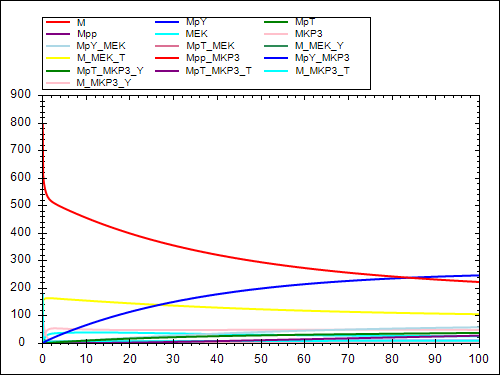 M MpY MpT
Mpp MEK MKP3
MpY_MEK MpT_MEK M_MEK_Y
M_MEK_T Mpp_MKP3 MpY_MKP3
MpT_MKP3_Y MpT_MKP3_T M_MKP3_T
M_MKP3_Y
900
800
700
600
500
400
300
200
100
0
0 10 20 30 40 50 60 70 80 90 100